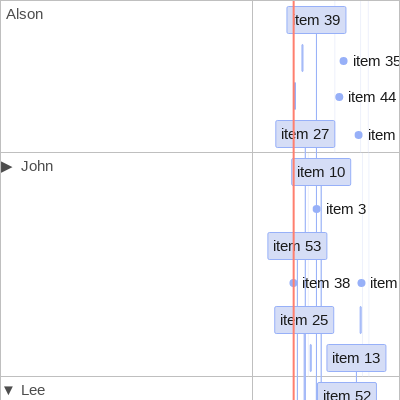 Alson
item 39
item 35
item 44
item 27
item
▶ John
item 10
item 3
item 53
item 38
item
item 25
item 13
▼ Lee
item 52